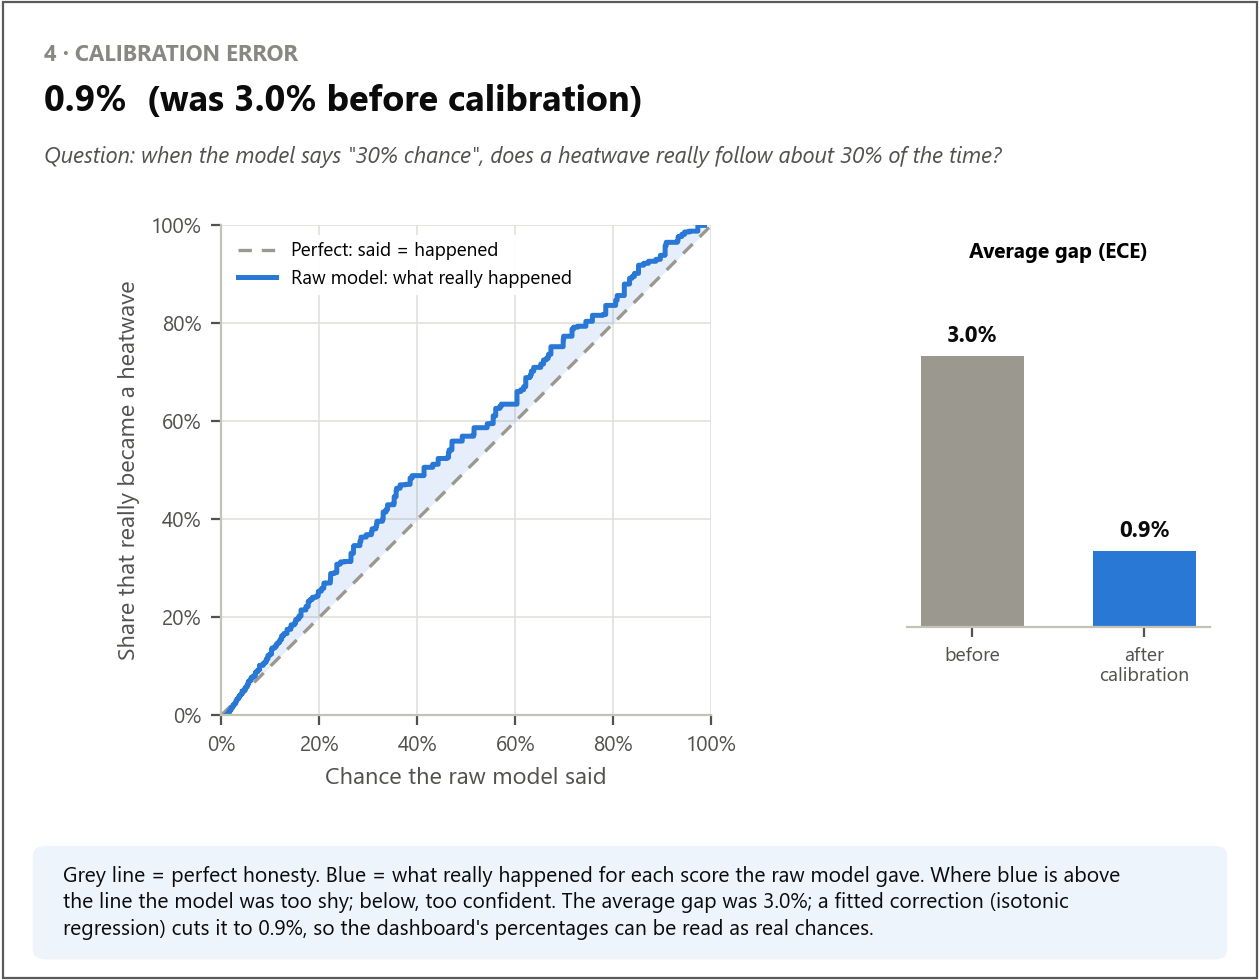 4 · CALIBRATION ERROR
0.9%  (was 3.0% before calibration)
Question: when the model says "30% chance", does a heatwave really follow about 30% of the time?
Perfect: said = happened
Raw model: what really happened
Share that really became a heatwave
100%
80%
60%
40%
20%
0%
0%
20%
40%
60%
80%
100%
Chance the raw model said
Average gap (ECE)
3.0%
0.9%
before
after
calibration
Grey line = perfect honesty. Blue = what really happened for each score the raw model gave. Where blue is above
the line the model was too shy; below, too confident. The average gap was 3.0%; a fitted correction (isotonic
regression) cuts it to 0.9%, so the dashboard's percentages can be read as real chances.